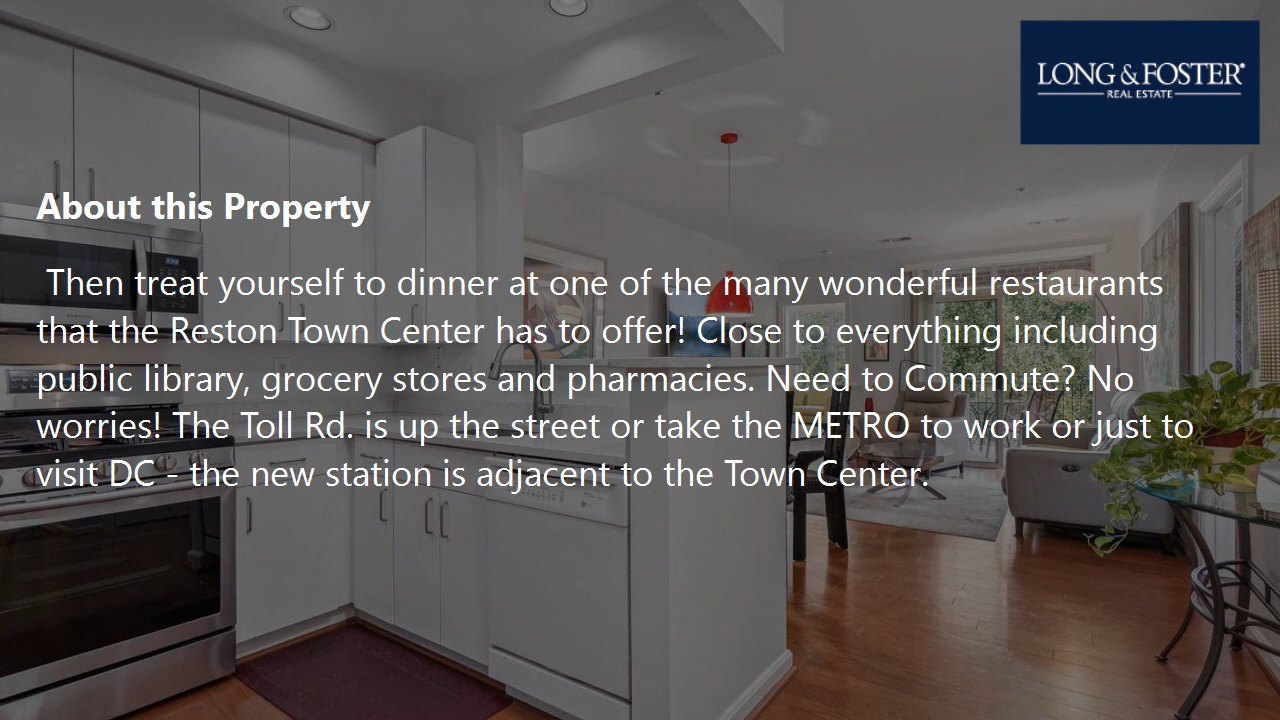 LONG & FOSTER®
REAL ESTATE
About this Property
Then treat yourself to dinner at one of the many wonderful restaurants
that the Reston Town Center has to offer! Close to everything including
public library, grocery stores and pharmacies. Need to Commute? No
worries! The Toll Rd. is up the street or take the METRO to work or just to
visit DC - the new station is adjacent to the Town Center.